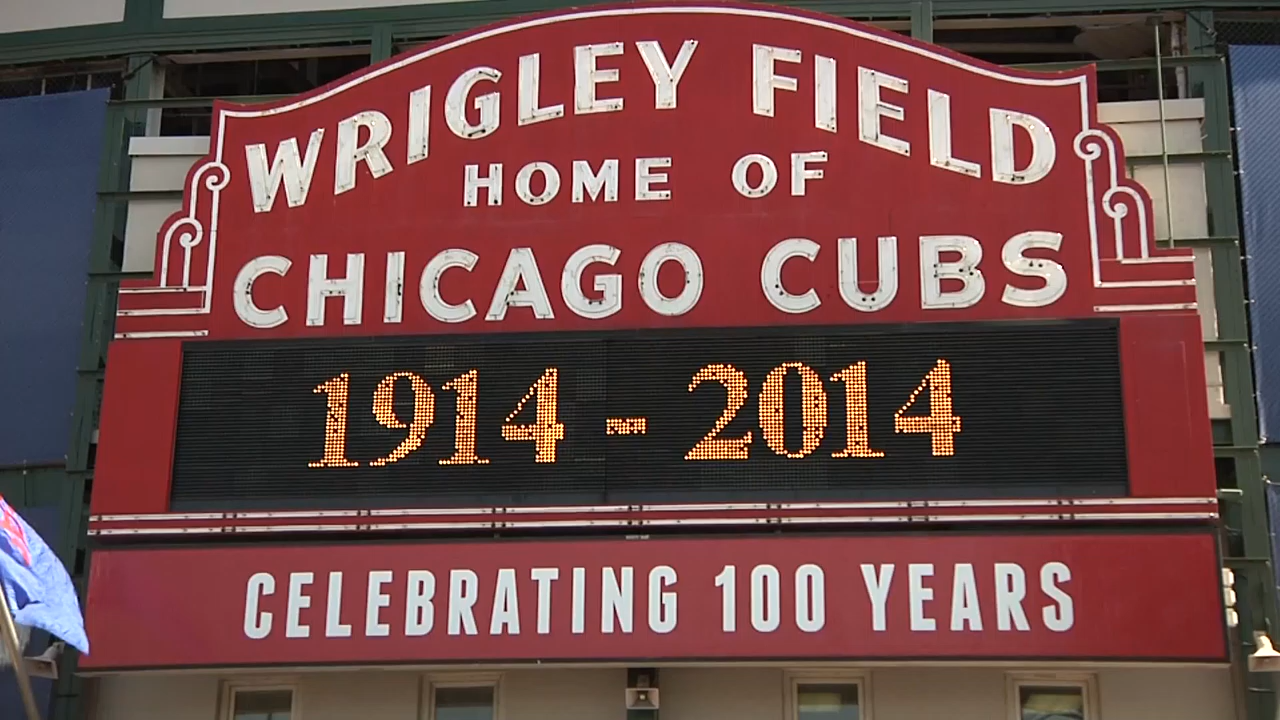 WRIGLEY FIELD
HOME OF
CHICAGO CUBS
1914 - 2014
CELEBRATING 100 YEARS